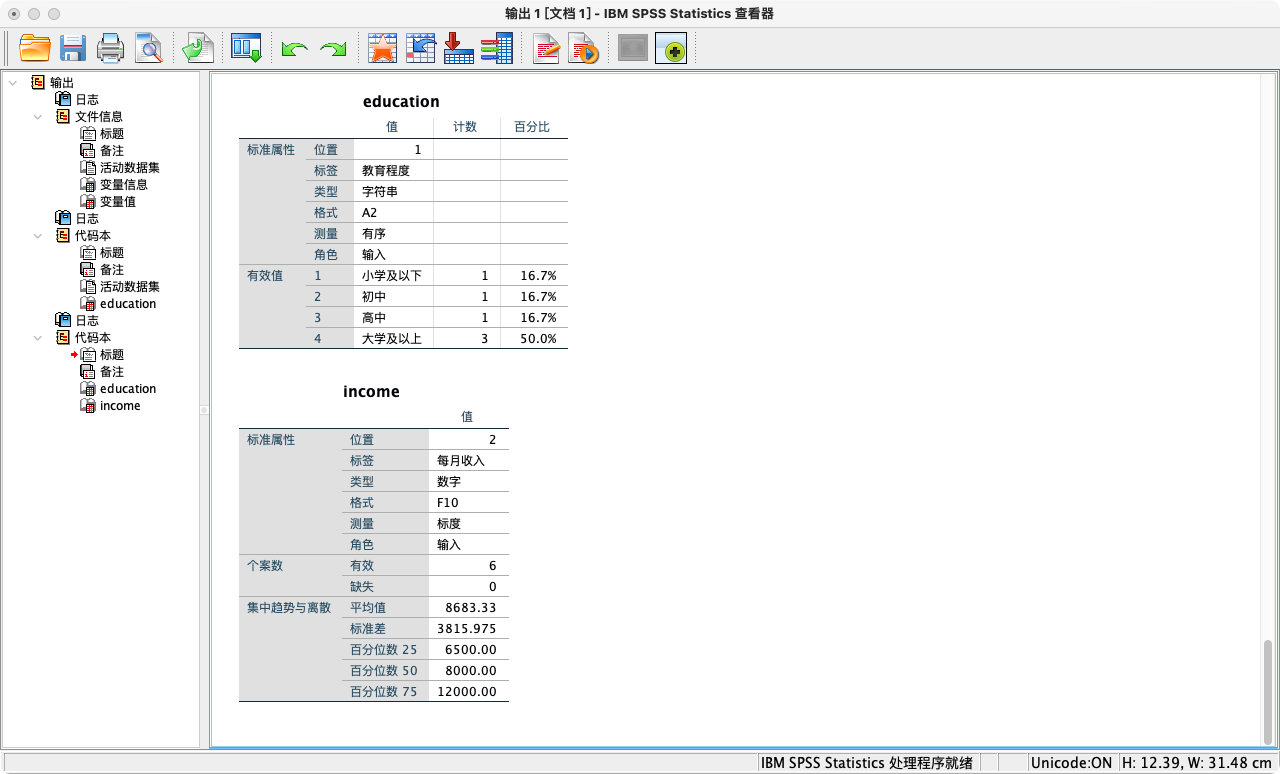 输出 1 [文档 1] - IBM SPSS Statistics 查看器
输出
日志
文件信息
标题
备注
活动数据集
变量信息
变量值
日志
代码本
标题
备注
活动数据集
education
日志
代码本
标题
备注
education
income
education
值 计数 百分比
标准属性 位置 1
标签 教育程度
类型 字符串
格式 A2
测量 有序
角色 输入
有效值 1 小学及以下 1 16.7%
2 初中 1 16.7%
3 高中 1 16.7%
4 大学及以上 3 50.0%
income
值
标准属性 位置 2
标签 每月收入
类型 数字
格式 F10
测量 标度
角色 输入
个案数 有效 6
缺失 0
集中趋势与离散 平均值 8683.33
标准差 3815.975
百分位数 25 6500.00
百分位数 50 8000.00
百分位数 75 12000.00
IBM SPSS Statistics 处理程序就绪 Unicode:ON H: 12.39, W: 31.48 cm